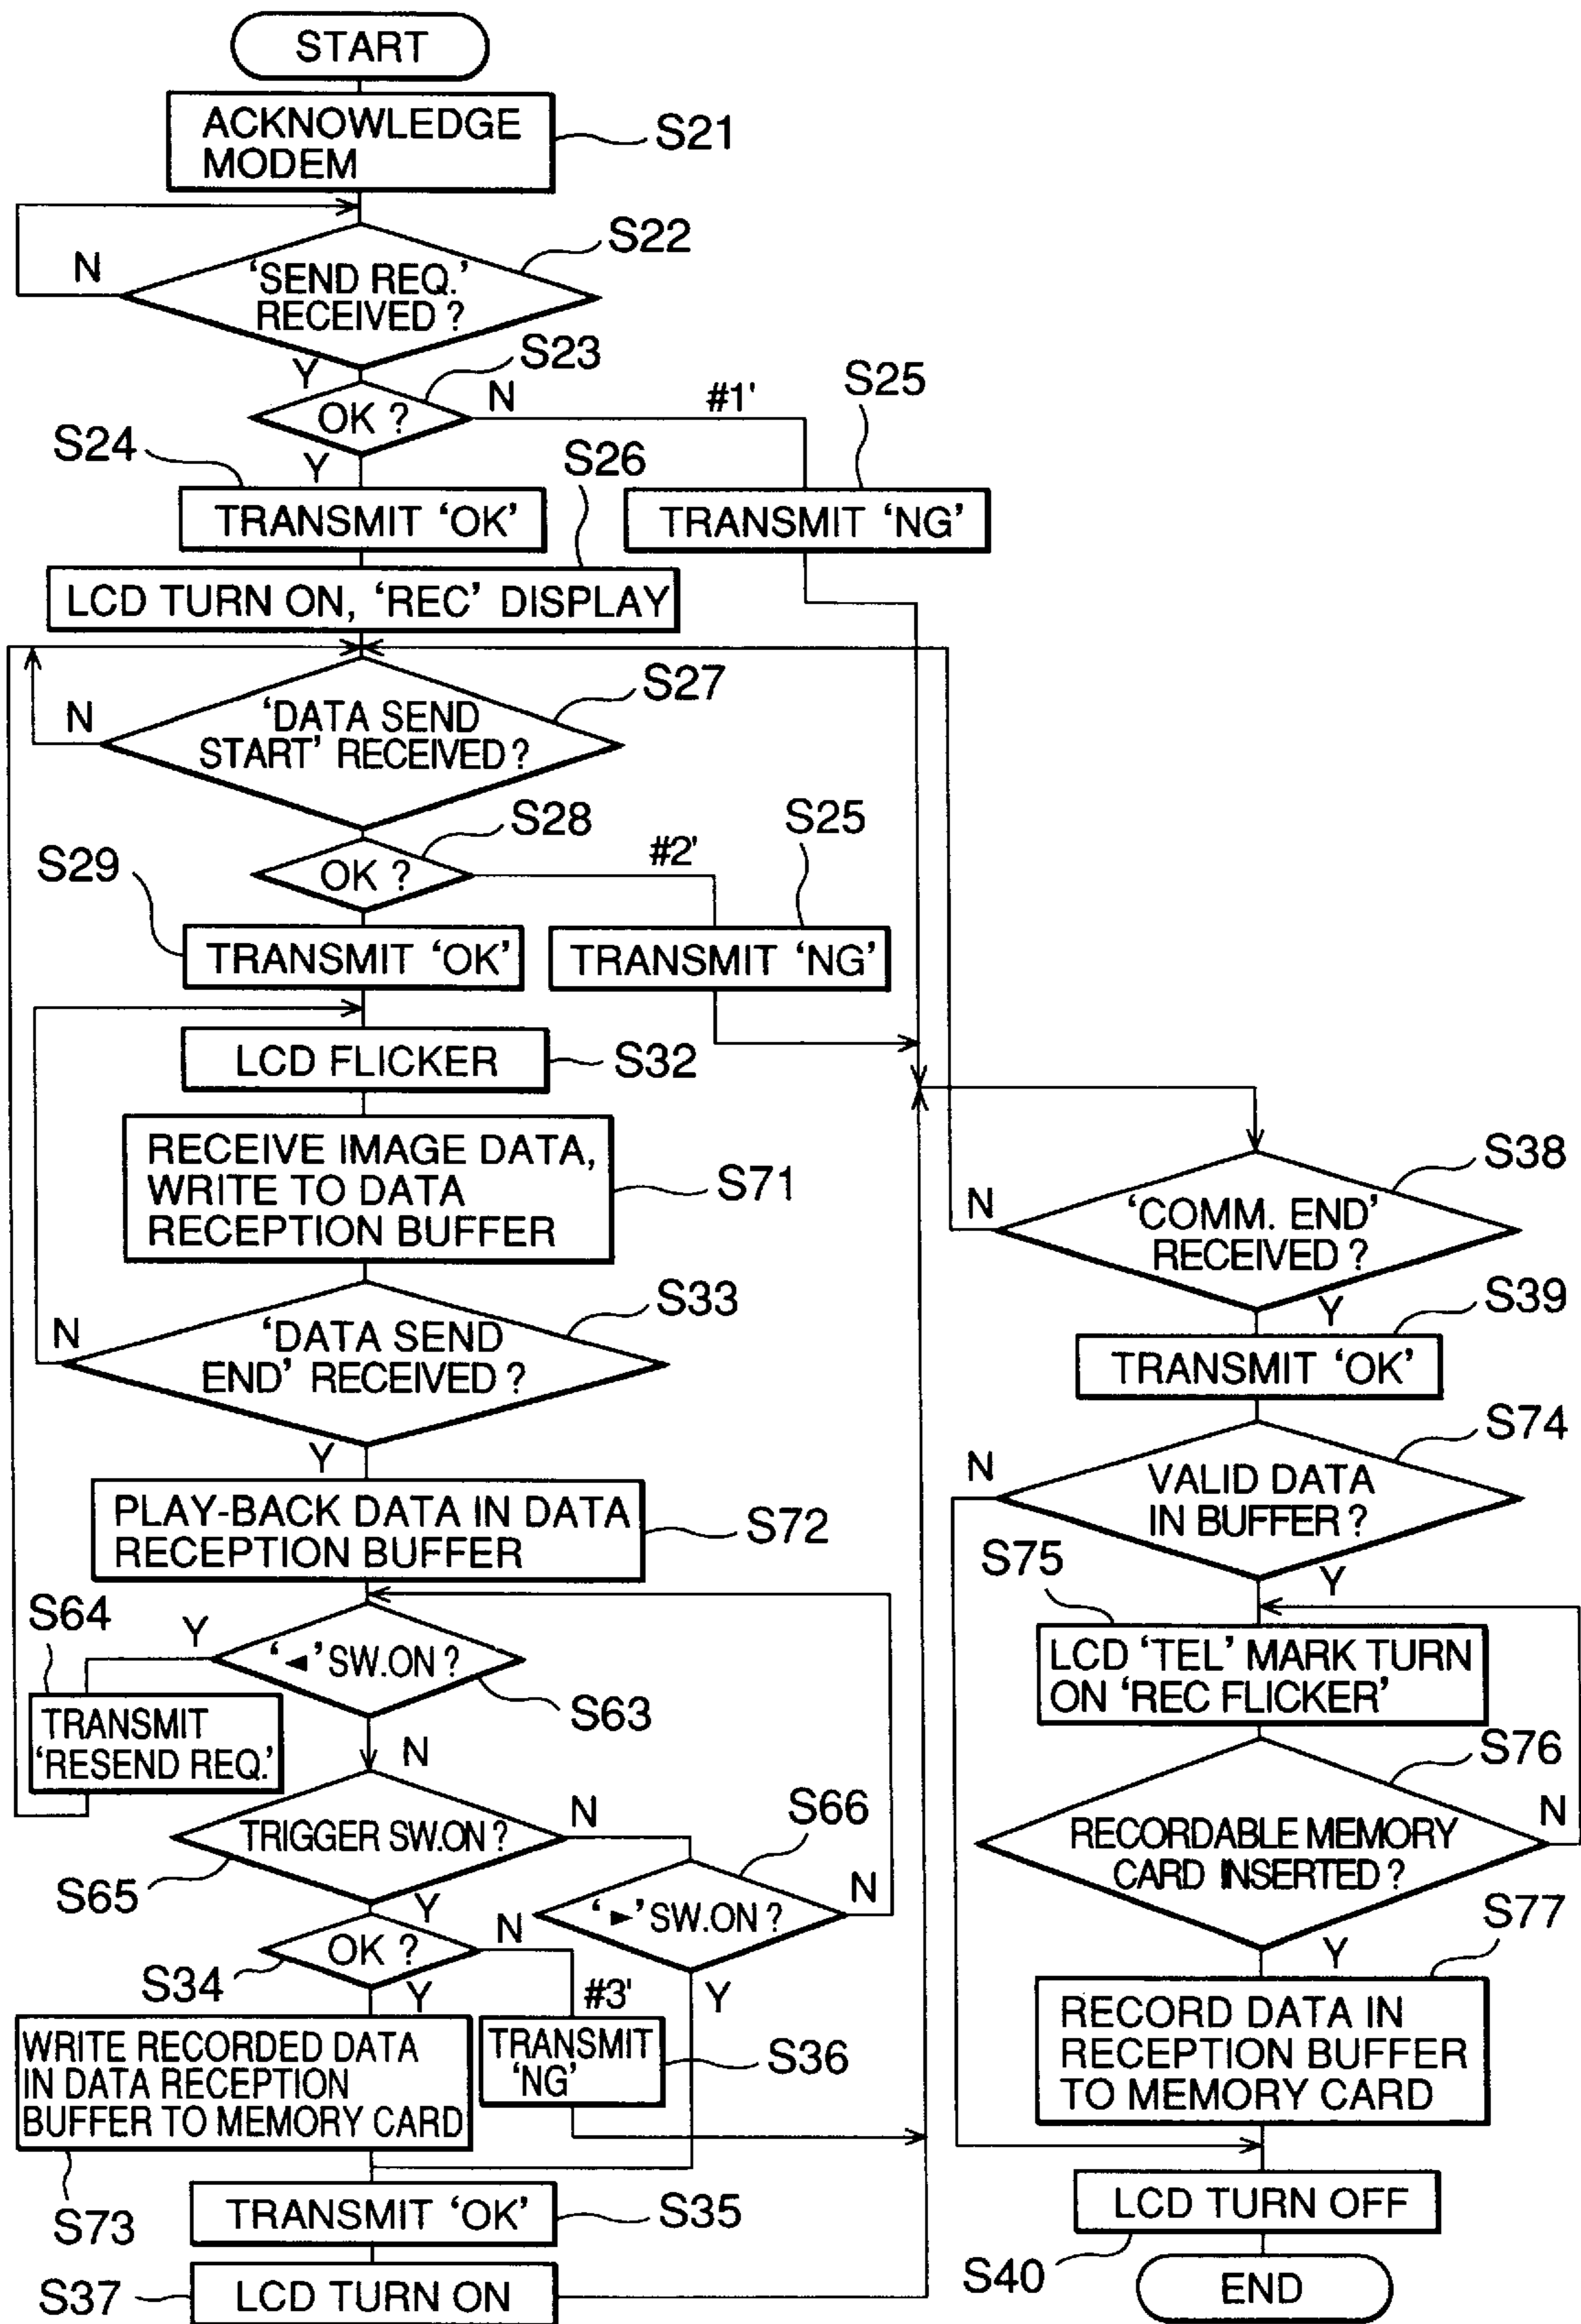 START
ACKNOWLEDGE
MODEM
S21
S22
N
‘SEND REQ.’
RECEIVED ?
Y
S23
OK ?
N
#1'
S25
S24
Y
S26
TRANSMIT ‘OK’
TRANSMIT ‘NG’
LCD TURN ON, ‘REC’ DISPLAY
S27
N
‘DATA SEND
START’ RECEIVED ?
S28
S25
S29
OK ?
#2'
TRANSMIT ‘OK’
TRANSMIT ‘NG’
LCD FLICKER
S32
RECEIVE IMAGE DATA,
WRITE TO DATA
RECEPTION BUFFER
S71
S33
N
‘DATA SEND
END’ RECEIVED ?
Y
PLAY-BACK DATA IN DATA
RECEPTION BUFFER
S72
S64
Y
‘◄’ SW.ON ?
S63
TRANSMIT
‘RESEND REQ.’
N
TRIGGER SW.ON ?
N
S66
S65
Y
‘►’ SW.ON ?
N
OK ?
N
S34
Y
#3'
Y
WRITE RECORDED DATA
IN DATA RECEPTION
BUFFER TO MEMORY CARD
TRANSMIT
‘NG’
S36
S73
TRANSMIT ‘OK’
S35
S37
LCD TURN ON
S38
N
‘COMM. END’
RECEIVED ?
Y
S39
TRANSMIT ‘OK’
S74
N
VALID DATA
IN BUFFER ?
S75
Y
LCD ‘TEL’ MARK TURN
ON ‘REC FLICKER’
S76
RECORDABLE MEMORY
CARD INSERTED ?
N
Y
S77
RECORD DATA IN
RECEPTION BUFFER
TO MEMORY CARD
LCD TURN OFF
S40
END